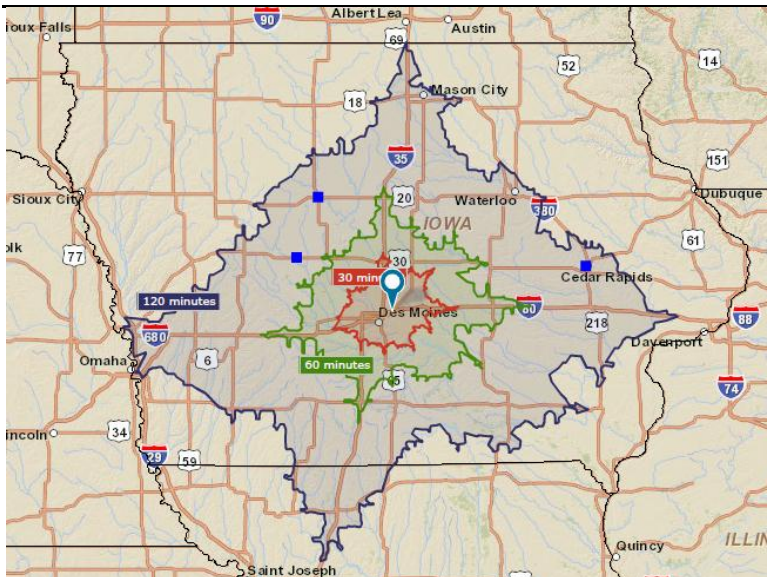 Albert Lea
ioux Falls
90
Austin
69
14
52
Mason City
18
35
151
20
Dubuque
Sioux City
Waterloo
IOWA
380
61
olk
77
30
Cedar Rapids
30 min
120 minutes
80
Des Moines
88
218
680
Davenport
6
Omaha
60 minutes
65
74
34
incoln
29
59
Quincy
ILLIN
Saint Joseph